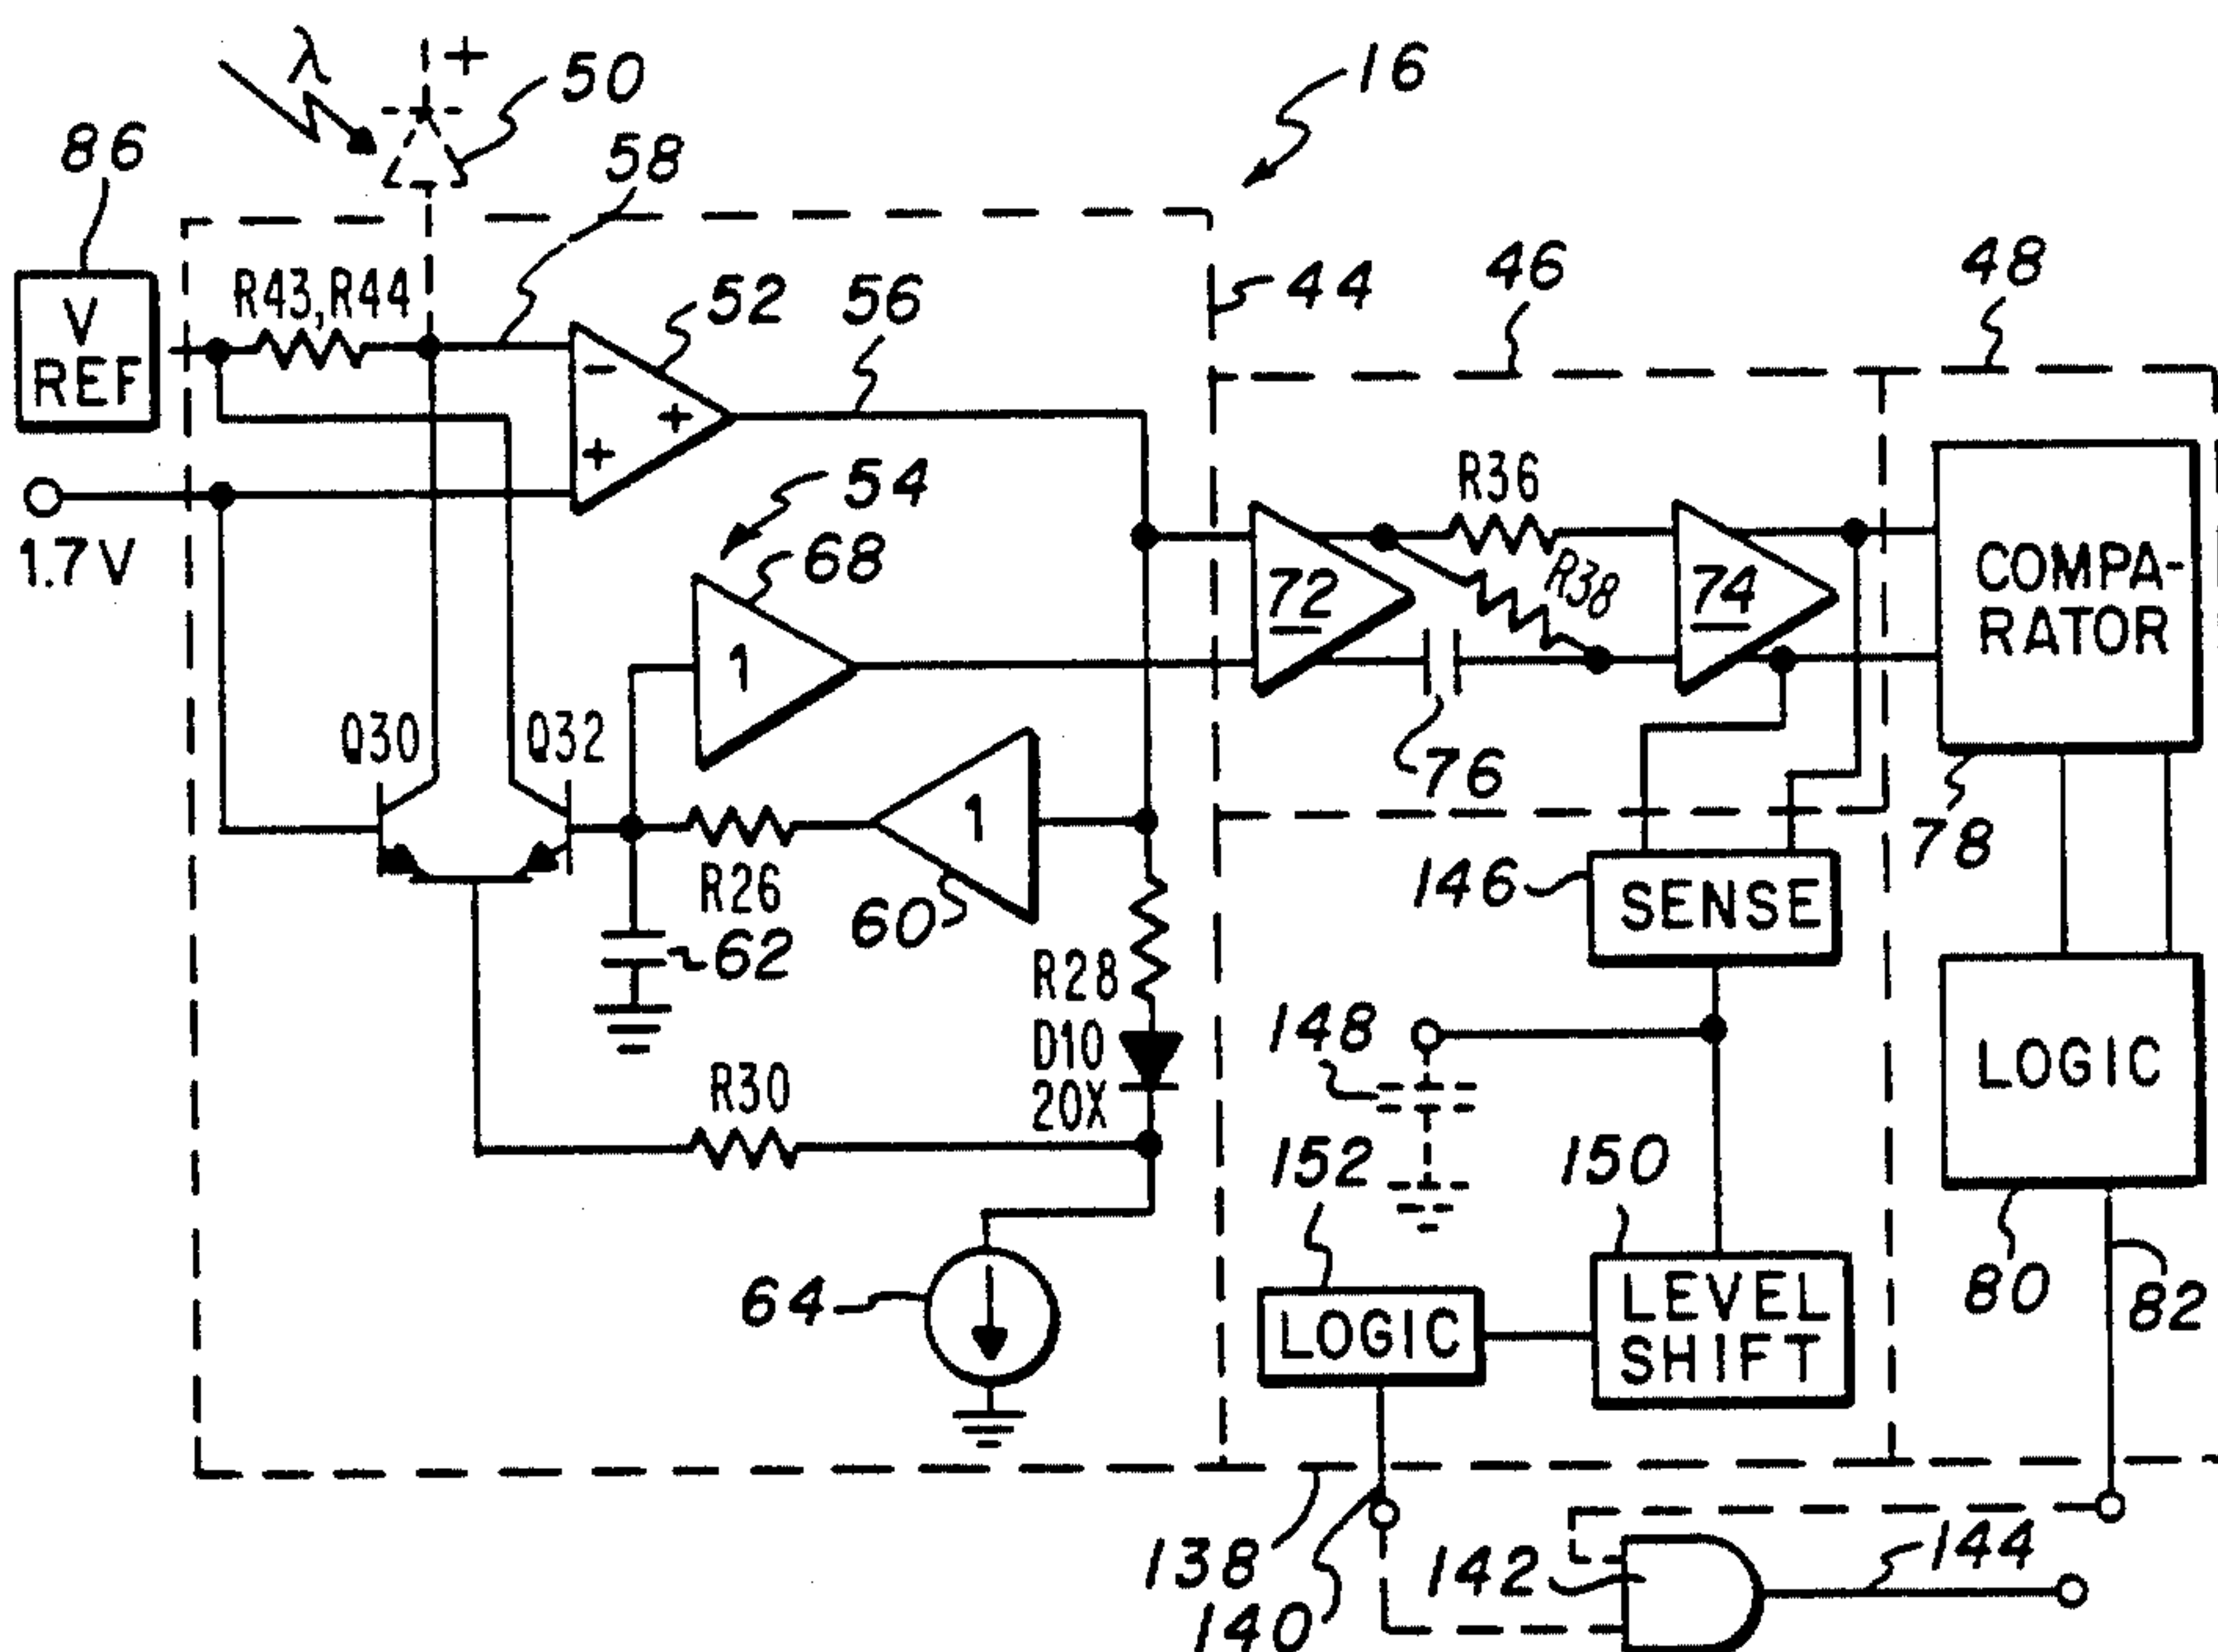 λ
+
50
16
86
58
V
REF
R43,R44
52
56
44
46
48
-
+
+
1.7V
54
68
1
R36
72
R38
74
COMPA-
RATOR
Q30
Q32
76
78
1
R26
62
60
146
SENSE
R28
D10
20X
148
R30
152
150
LOGIC
64
LOGIC
LEVEL
SHIFT
80
82
138
140
142
144